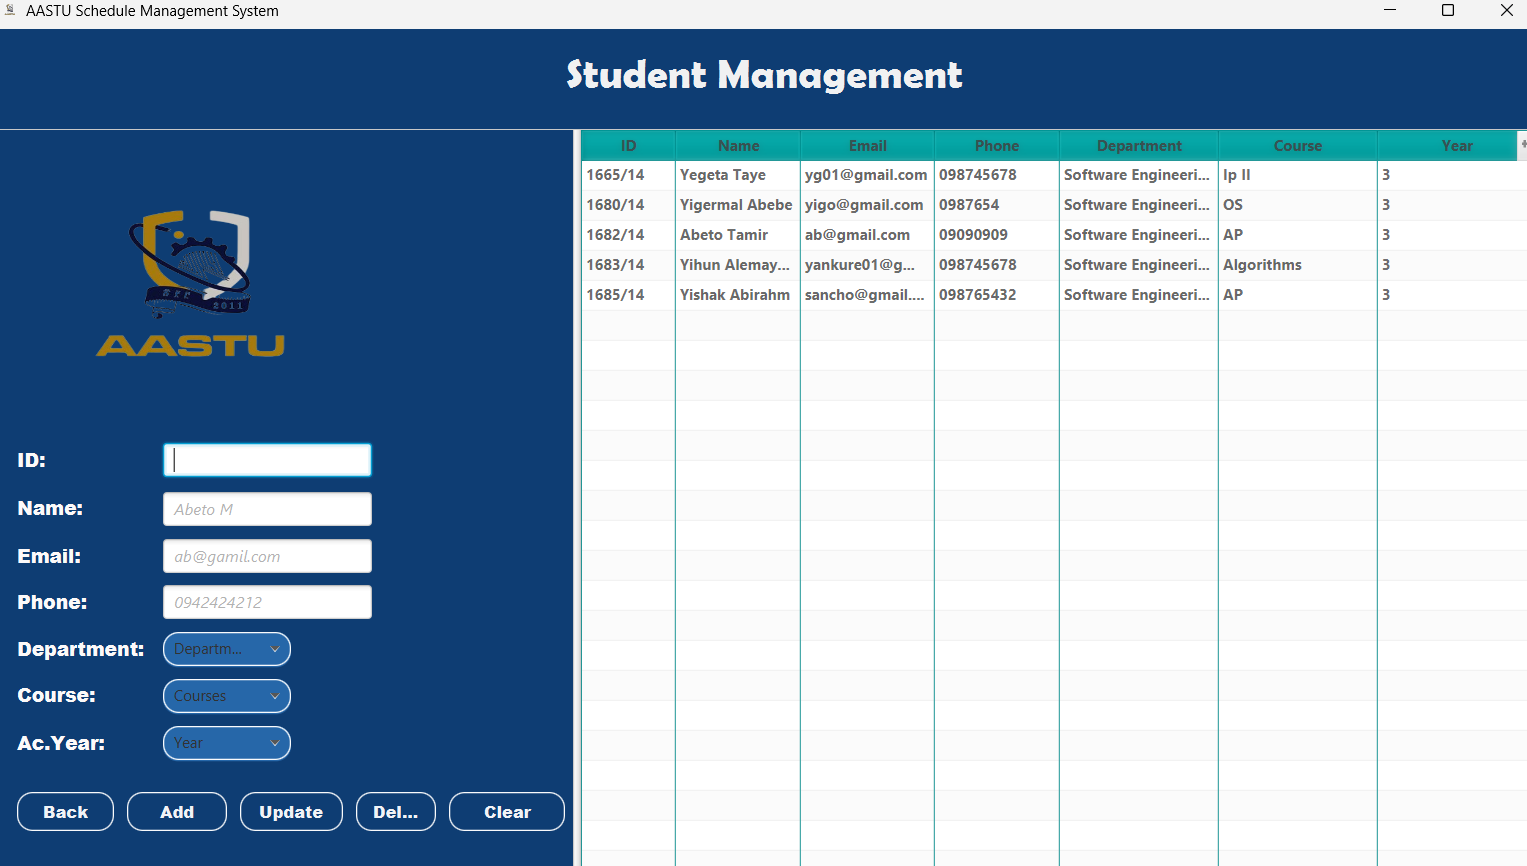 AASTU Schedule Management System
Student Management
2011
AASTU
ID:
Name: Abeto M
Email: ab@gamil.com
Phone: 0942424212
Department: Departm...
Course: Courses
Ac.Year: Year
Back Add Update Del... Clear
ID Name Email Phone Department Course Year
1665/14 Yegeta Taye yg01@gmail.com 098745678 Software Engineeri... Ip II 3
1680/14 Yigermal Abebe yigo@gmail.com 0987654 Software Engineeri... OS 3
1682/14 Abeto Tamir ab@gmail.com 09090909 Software Engineeri... AP 3
1683/14 Yihun Alemay... yankure01@g... 098745678 Software Engineeri... Algorithms 3
1685/14 Yishak Abirahm sancho@gmail.... 098765432 Software Engineeri... AP 3